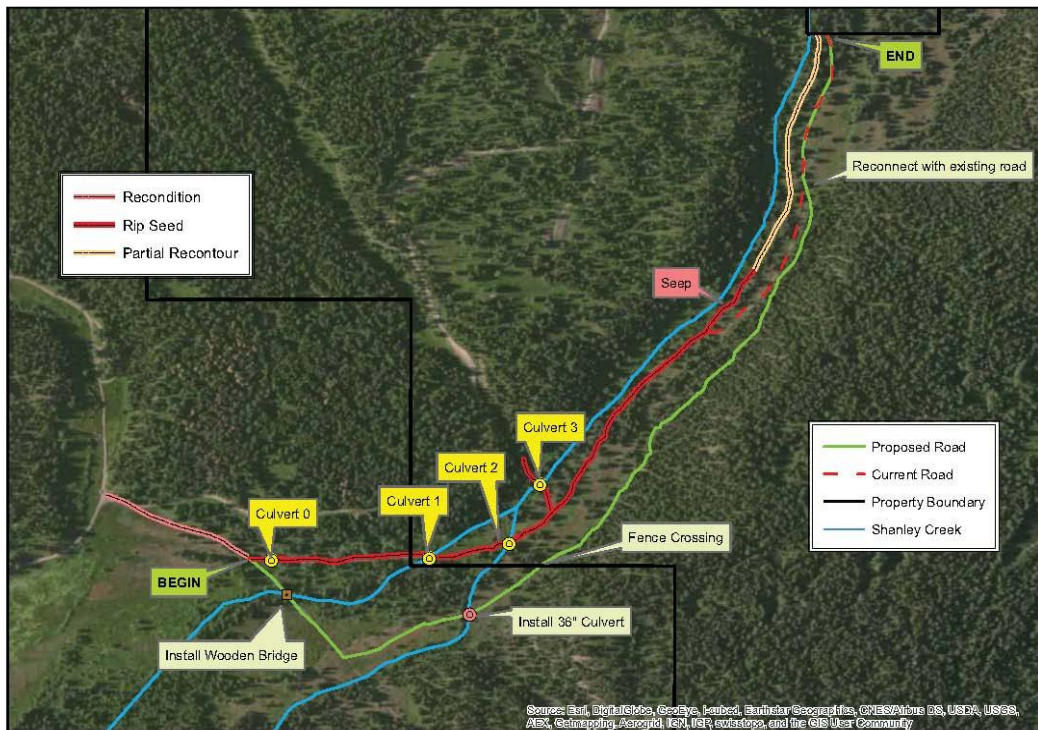 END
Reconnect with existing road
Recondition
Rip Seed
Partial Recontour
Seep
Culvert 3
Culvert 2
Culvert 1
Culvert 0
Proposed Road
Current Road
Property Boundary
Shanley Creek
Fence Crossing
BEGIN
Install 36" Culvert
Install Wooden Bridge
Source: Esri, DigitalGlobe, GeoEye, i-cubed, Earthstar Geographics, CNES/Airbus DS, USDA, USGS,
AEX, Getmapping, Aerogrid, IGN, IGP, swisstopo, and the GIS User Community